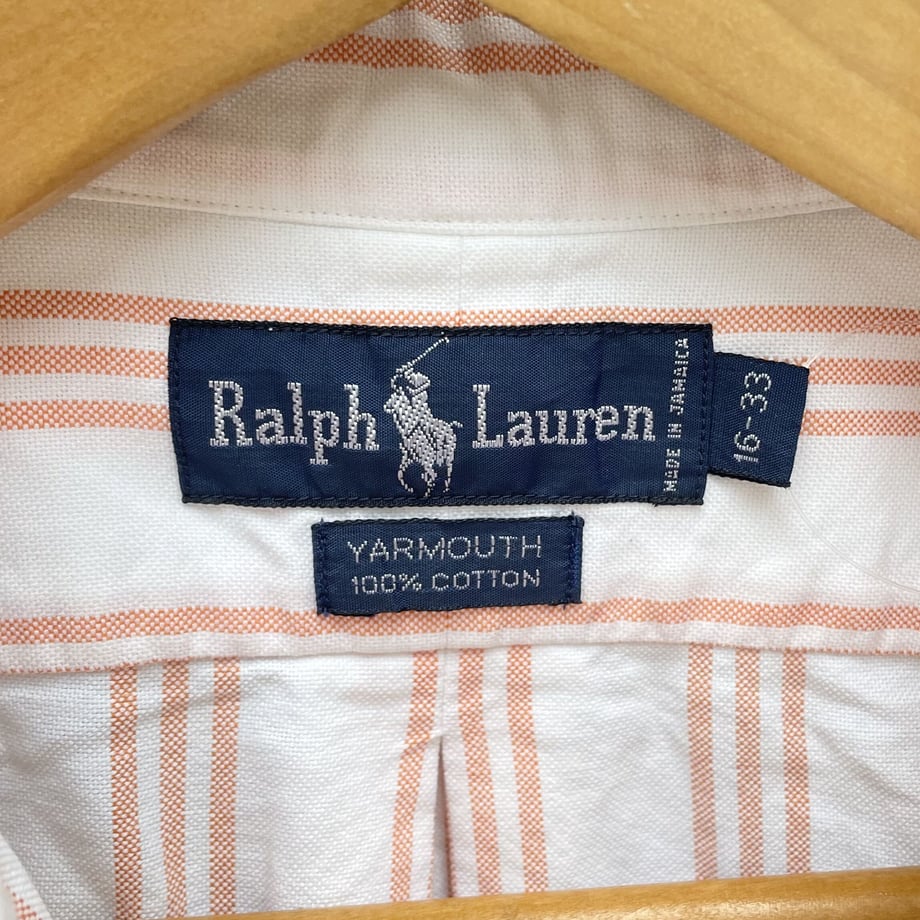 Ralph Lauren
MADE IN JAMAICA
16-33
YARMOUTH
100% COTTON